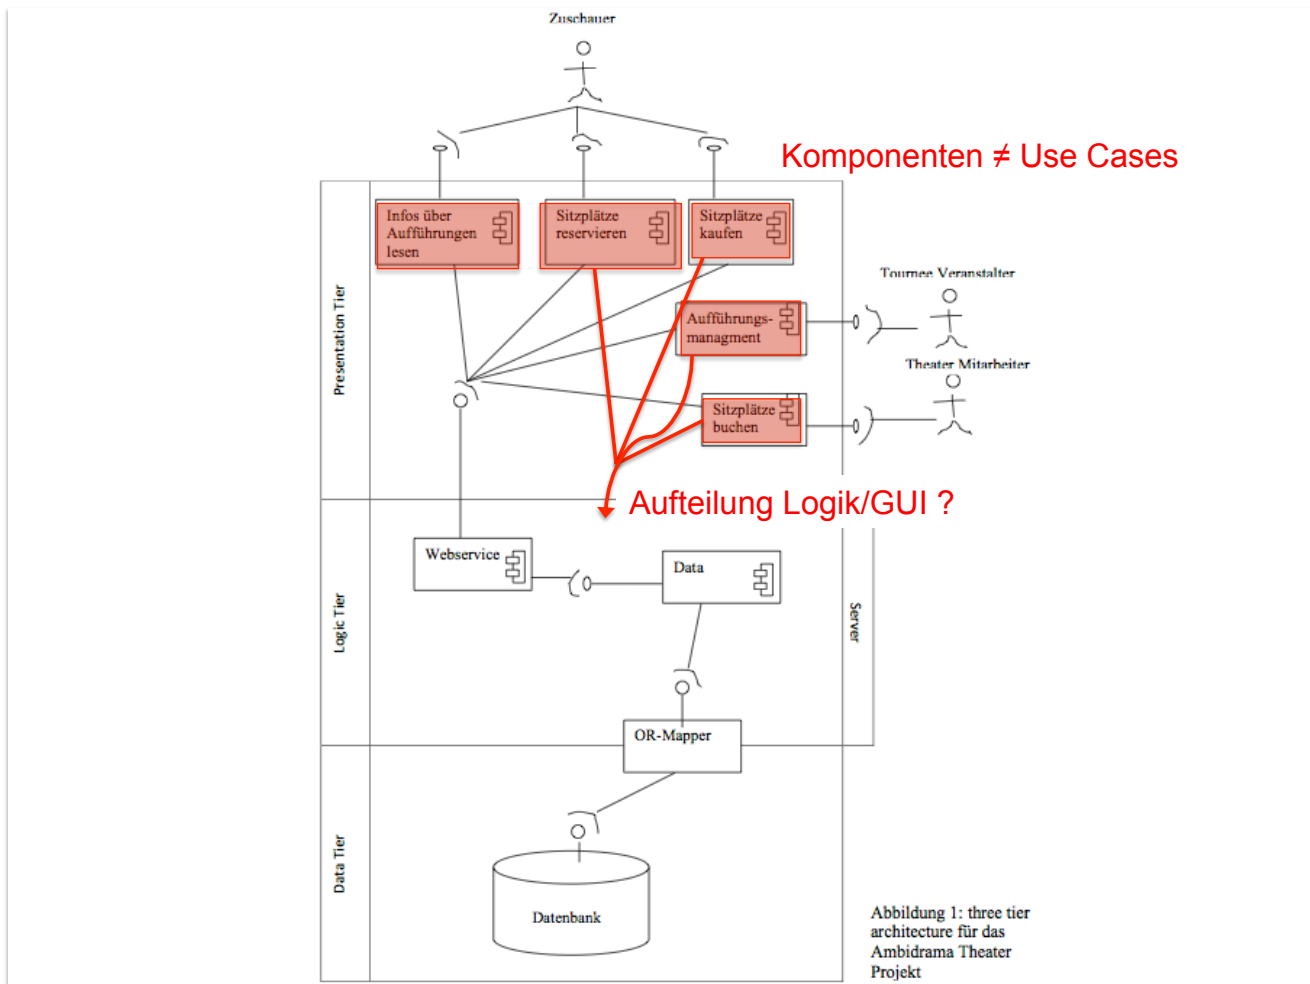 Zuschauer
Komponenten ≠ Use Cases
Infos über
Aufführungen
lesen
Sitzplätze
reservieren
Sitzplätze
kaufen
Tournee Veranstalter
Aufführungs-
managment
Theater Mitarbeiter
Sitzplätze
buchen
Presentation Tier
Aufteilung Logik/GUI ?
Webservice
Data
Logic Tier
Server
OR-Mapper
Data Tier
Datenbank
Abbildung 1: three tier
architecture für das
Ambidrama Theater
Projekt